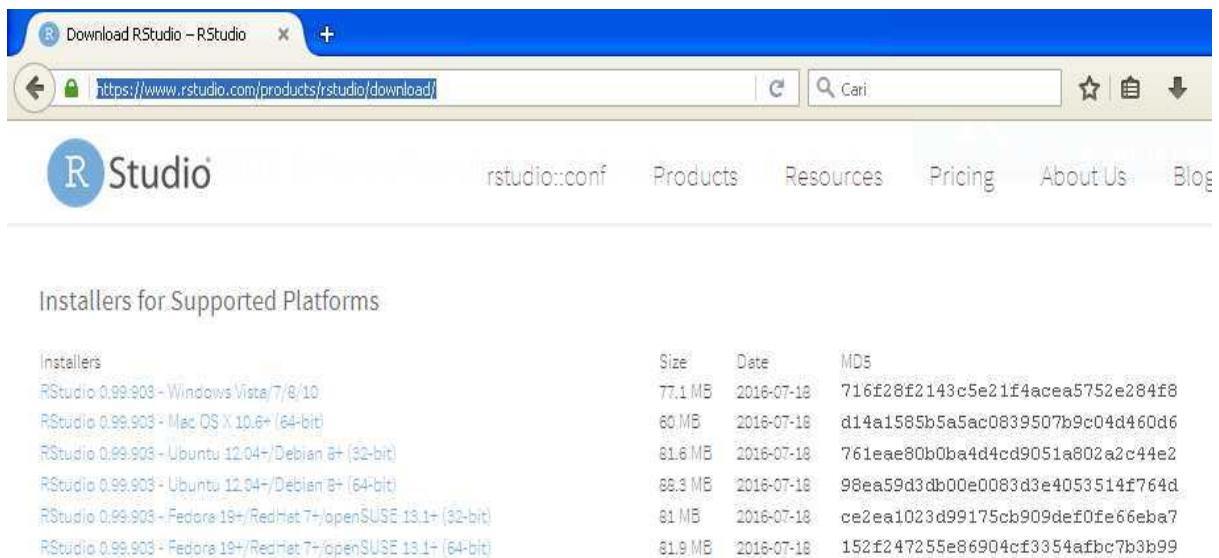 Download RStudio – RStudio
https://www.rstudio.com/products/rstudio/download/
Cari
R Studio
rstudio::conf Products Resources Pricing About Us Blog
Installers for Supported Platforms
Installers Size Date MD5
RStudio 0.99.903 - Windows Vista/7/8/10 77.1 MB 2016-07-18 716f28f2143c5e21f4acea5752e284f8
RStudio 0.99.903 - Mac OS X 10.6+ (64-bit) 60 MB 2016-07-18 d14a1585b5a5ac0839507b9c04d460d6
RStudio 0.99.903 - Ubuntu 12.04+/Debian 8+ (32-bit) 81.6 MB 2016-07-18 761eae80b0ba4d4cd9051a802a2c44e2
RStudio 0.99.903 - Ubuntu 12.04+/Debian 8+ (64-bit) 88.3 MB 2016-07-18 98ea59d3db00e0083d3e4053514f764d
RStudio 0.99.903 - Fedora 19+/RedHat 7+/openSUSE 13.1+ (32-bit) 81 MB 2016-07-18 ce2ea1023d99175cb909def0fe66eba7
RStudio 0.99.903 - Fedora 19+/RedHat 7+/openSUSE 13.1+ (64-bit) 81.9 MB 2016-07-18 152f247255e86904cf3354afbc7b3b99